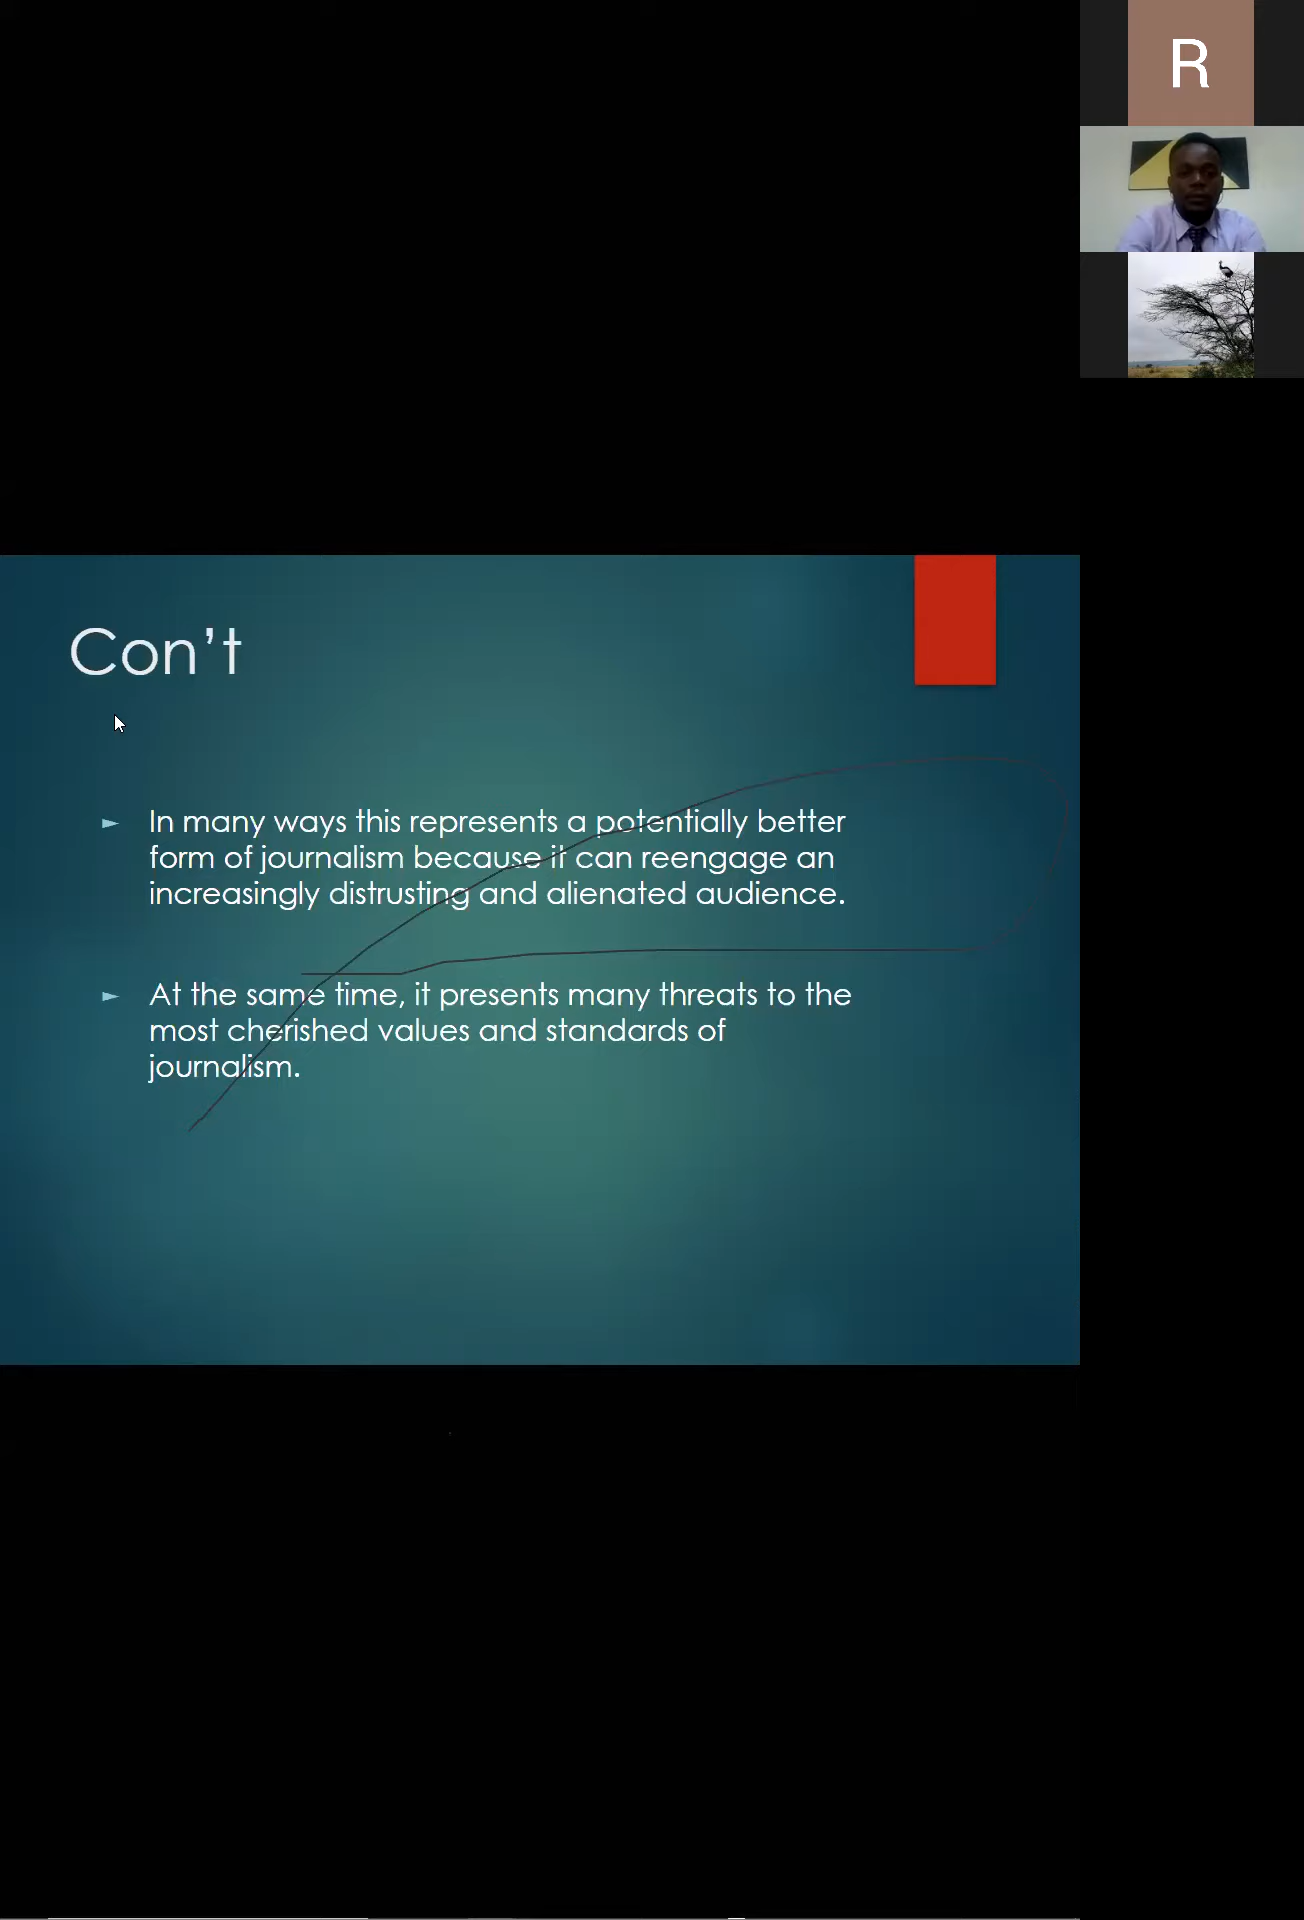 R
Con't
In many ways this represents a potentially better
form of journalism because it can reengage an
increasingly distrusting and alienated audience.
At the same time, it presents many threats to the
most cherished values and standards of
journalism.